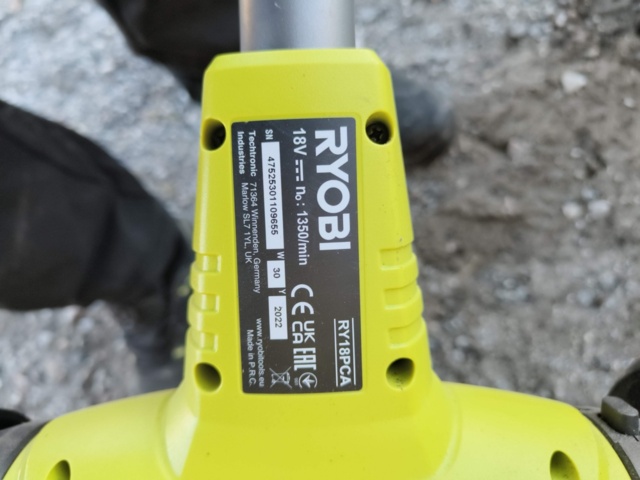 RYOBI
RY18PCA
18V n₀: 1350/min
CE UK CA EAC
SN 47525301109655 W 30 Y 2022
Techtronic Industries
71364 Winnenden, Germany
Marlow SL7 1YL, UK
www.ryobitools.eu
Made in P.R.C.